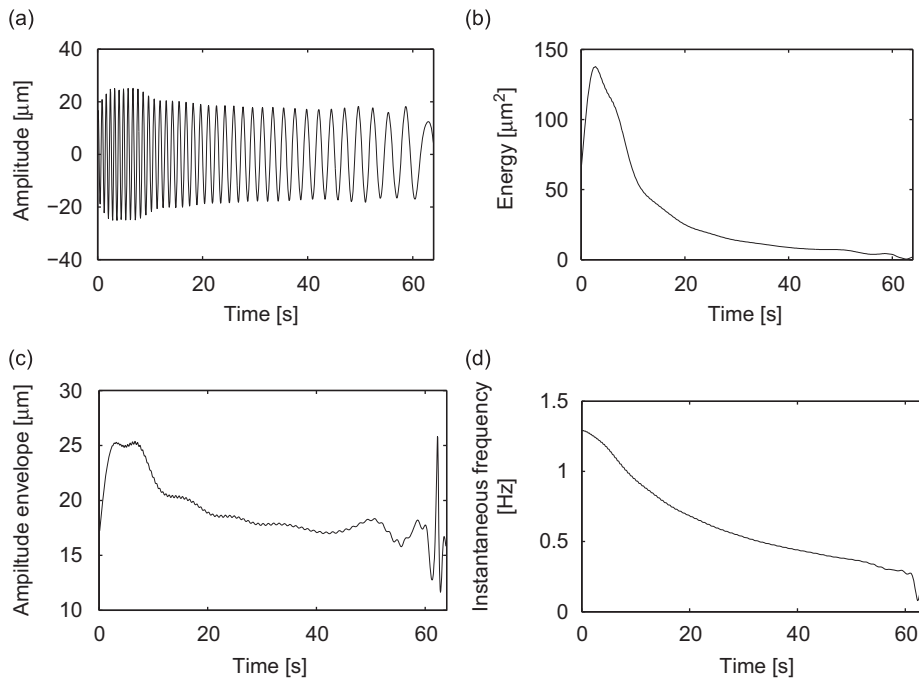 (a)
40
20
0
−20
−40
Amplitude [μm]
0
20
40
60
Time [s]
(b)
150
100
50
0
Energy [μm²]
0
20
40
60
Time [s]
(c)
30
25
20
15
10
Ampiltude envelope [μm]
0
20
40
60
Time [s]
(d)
1.5
1
0.5
0
Instantaneous frequency
[Hz]
0
20
40
60
Time [s]